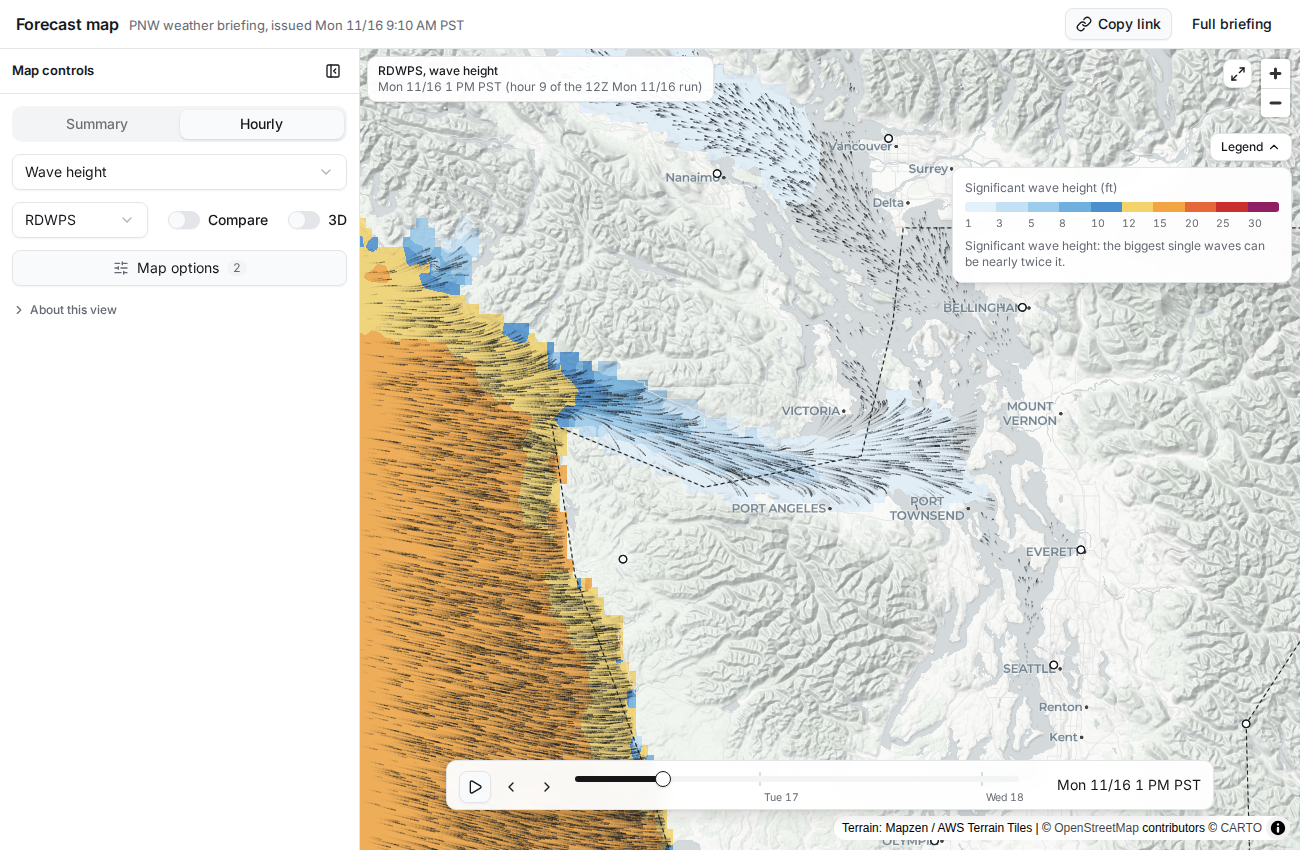 Forecast map
PNW weather briefing, issued Mon 11/16 9:10 AM PST
Copy link
Full briefing
Map controls
Summary
Hourly
Wave height
RDWPS
Compare
3D
Map options
2
About this view
RDWPS, wave height
Mon 11/16 1 PM PST (hour 9 of the 12Z Mon 11/16 run)
Legend
Significant wave height (ft)
1 3 5 8 10 12 15 20 25 30
Significant wave height: the biggest single waves can
be nearly twice it.
Vancouver
Surrey
Nanaimo
Delta
BELLINGHAM
VICTORIA
MOUNT
VERNON
PORT ANGELES
PORT
TOWNSEND
EVERETT
SEATTLE
Renton
Kent
Tue 17
Wed 18
Mon 11/16 1 PM PST
Terrain: Mapzen / AWS Terrain Tiles | © OpenStreetMap contributors © CARTO
OLYMPIA